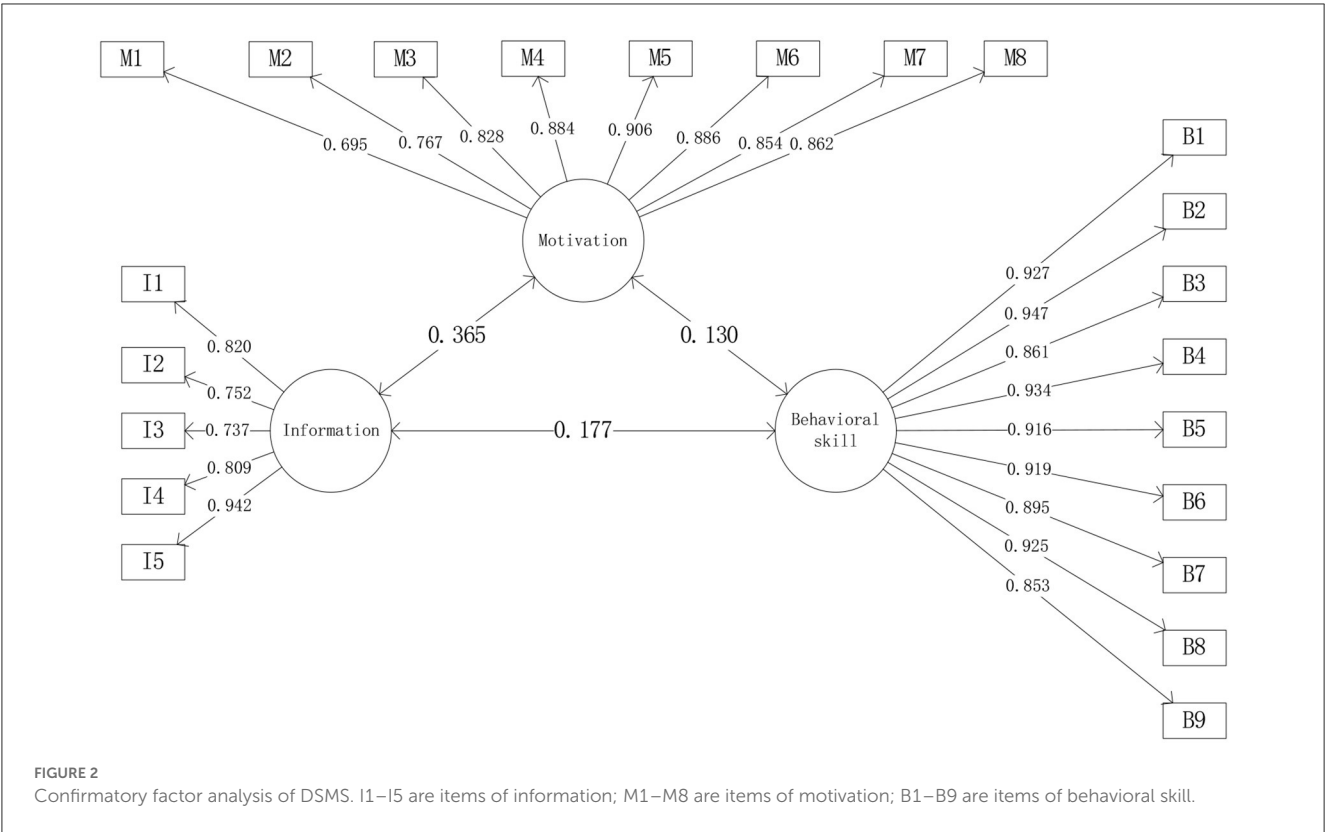 M1 M2 M3 M4 M5 M6 M7 M8
0.695 0.767 0.828 0.884 0.906 0.886 0.854 0.862
Motivation
I1
I2
I3
I4
I5
0.820
0.752
0.737
0.809
0.942
Information
0.365
0.130
0.177
Behavioral
skill
0.927
0.947
0.861
0.934
0.916
0.919
0.895
0.925
0.853
B1
B2
B3
B4
B5
B6
B7
B8
B9
FIGURE 2
Confirmatory factor analysis of DSMS. I1–I5 are items of information; M1–M8 are items of motivation; B1–B9 are items of behavioral skill.